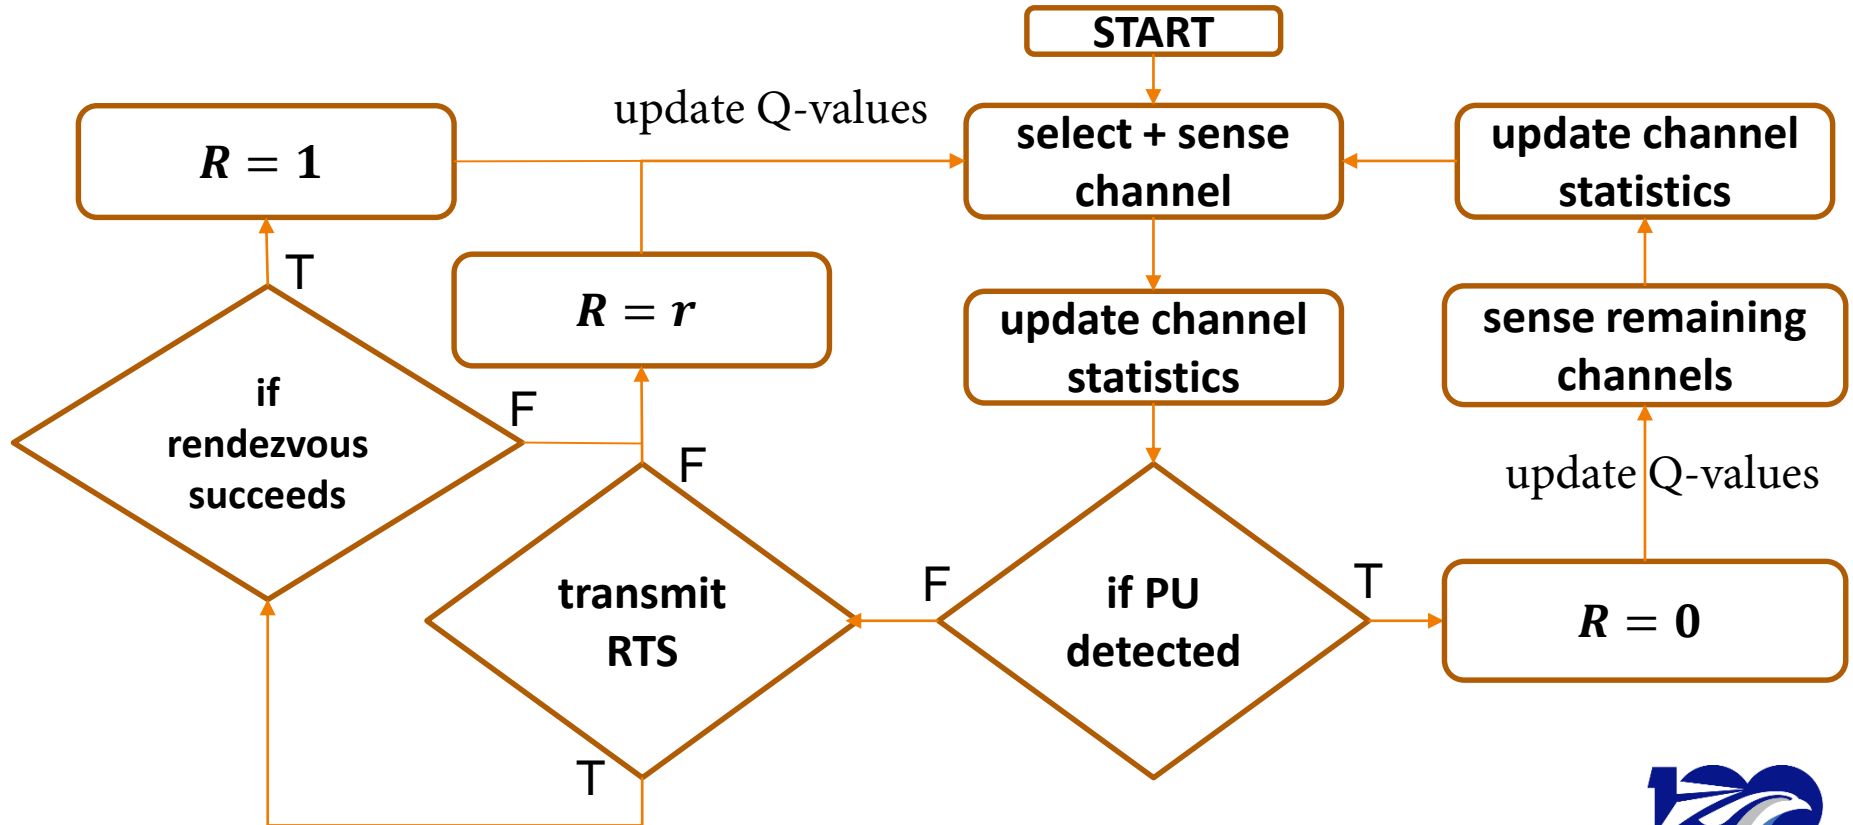 START
update Q-values
R = 1
select + sense
channel
update channel
statistics
T
R = r
update channel
statistics
sense remaining
channels
if
rendezvous
succeeds
F
F
update Q-values
transmit
RTS
F
if PU
detected
T
R = 0
T